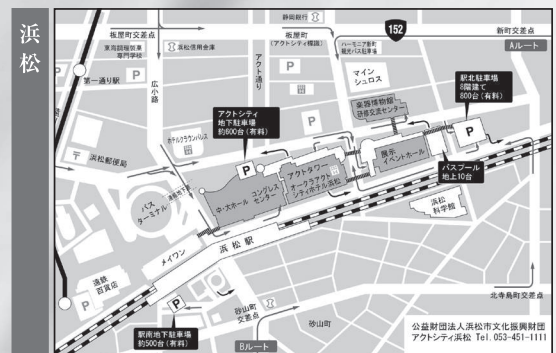 浜松
静岡銀行
板屋町交差点
板屋町
(アクトシティ標識)
152
新町交差点
Aルート
東海調理製菓
専門学校
浜松信用金庫
ハーモニア新町
観光バス駐車場
第一通り駅
P
広小路
アクト通り
P
P
マイン
シュロス
楽器博物館
研修交流センター
駅北駐車場
8階建て
800台(有料)
P
アクトシティ
地下駐車場
約600台(有料)
ホテルクラウンパレス
P
浜松郵便局
展示
イベントホール
バスプール
地上10台
アクトタワー
オークラアクト
シティホテル浜松
コングレス
センター
中・大ホール
バス
ターミナル
浜松
科学館
浜松駅
メイワン
遠鉄
百貨店
P
P
砂山町
交差点
北寺島町交差点
駅南地下駐車場
約500台(有料)
砂山町
Bルート
公益財団法人浜松市文化振興財団
アクトシティ浜松 Tel.053-451-1111